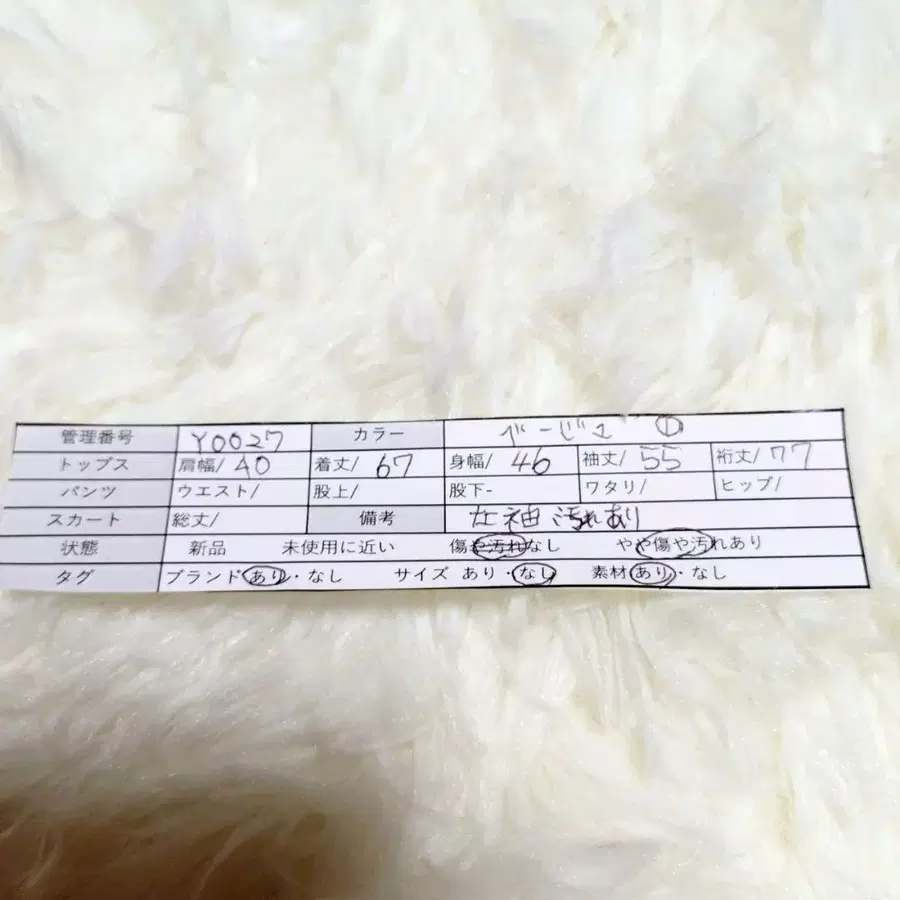 管理番号 Y0027 カラー ベージュ ①
トップス 肩幅/ 40 着丈/ 67 身幅/ 46 袖丈/ 55 裄丈/ 77
パンツ ウエスト/ 股上/ 股下- ワタリ/ ヒップ/
スカート 総丈/ 備考 左袖 汚れあり
状態 新品 未使用に近い 傷や汚れなし やや傷や汚れあり
タグ ブランド あり・なし サイズ あり・なし 素材 あり・なし